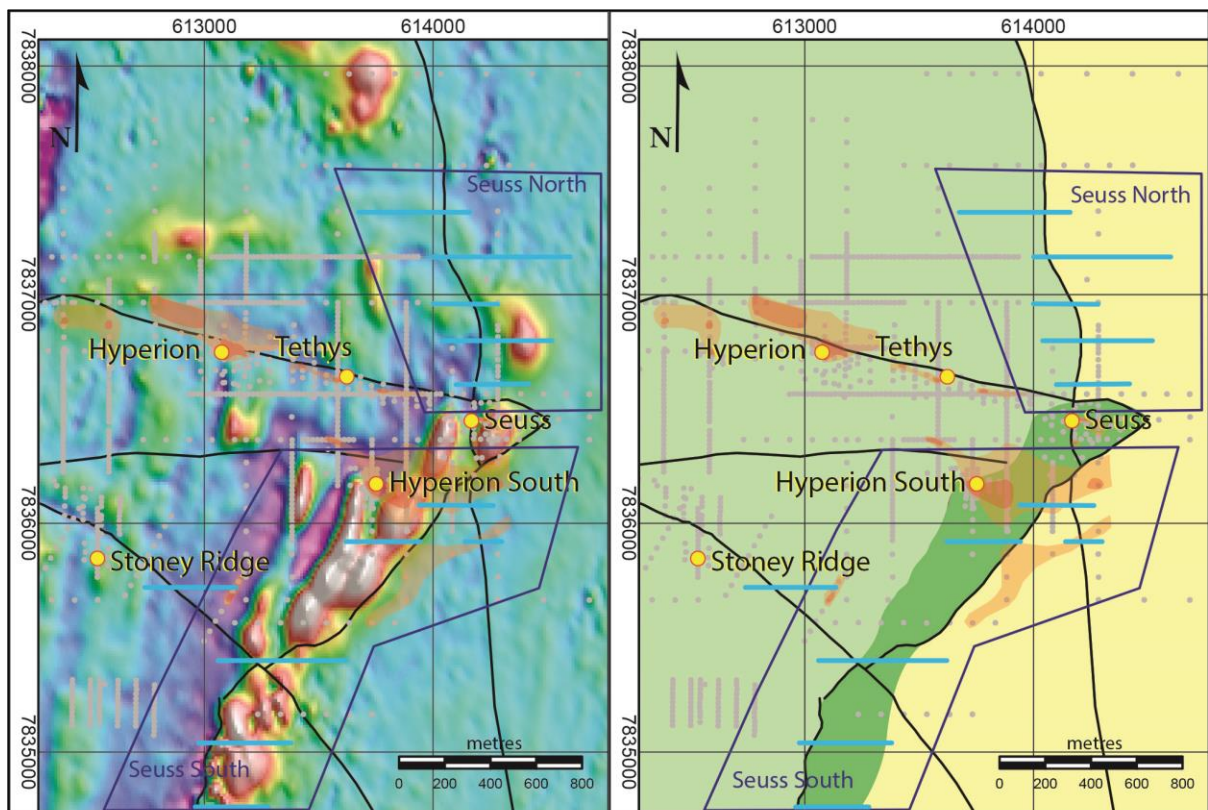 613000
614000
7838000
N
Seuss North
7837000
Hyperion
Tethys
Seuss
Hyperion South
7836000
Stoney Ridge
7835000
Seuss South
metres
0 200 400 600 800
613000
614000
7838000
N
Seuss North
7837000
Hyperion
Tethys
Seuss
Hyperion South
7836000
Stoney Ridge
7835000
Seuss South
metres
0 200 400 600 800